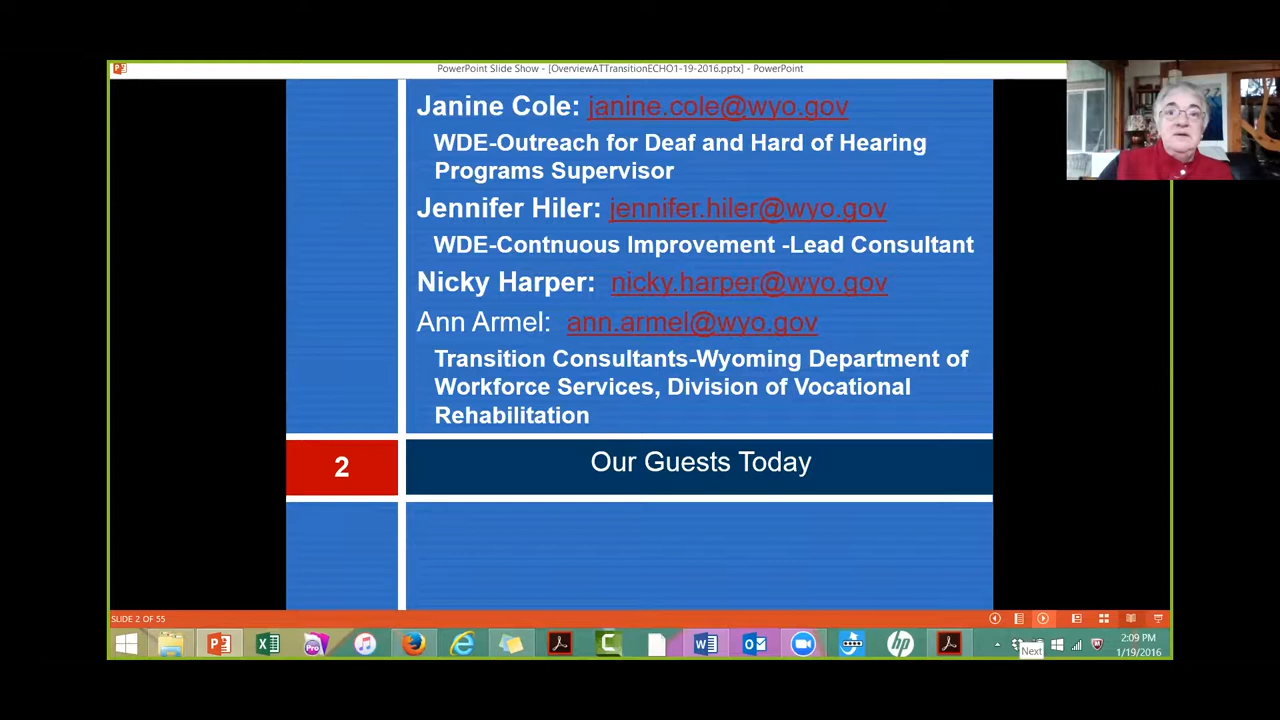 PowerPoint Slide Show - [OverviewATTransitionECHO1-19-2016.pptx] - PowerPoint
Janine Cole: janine.cole@wyo.gov
WDE-Outreach for Deaf and Hard of Hearing
Programs Supervisor
Jennifer Hiler: jennifer.hiler@wyo.gov
WDE-Contnuous Improvement -Lead Consultant
Nicky Harper: nicky.harper@wyo.gov
Ann Armel: ann.armel@wyo.gov
Transition Consultants-Wyoming Department of
Workforce Services, Division of Vocational
Rehabilitation
2
Our Guests Today
SLIDE 2 OF 55
Pro
hp
2:09 PM
Next
1/19/2016